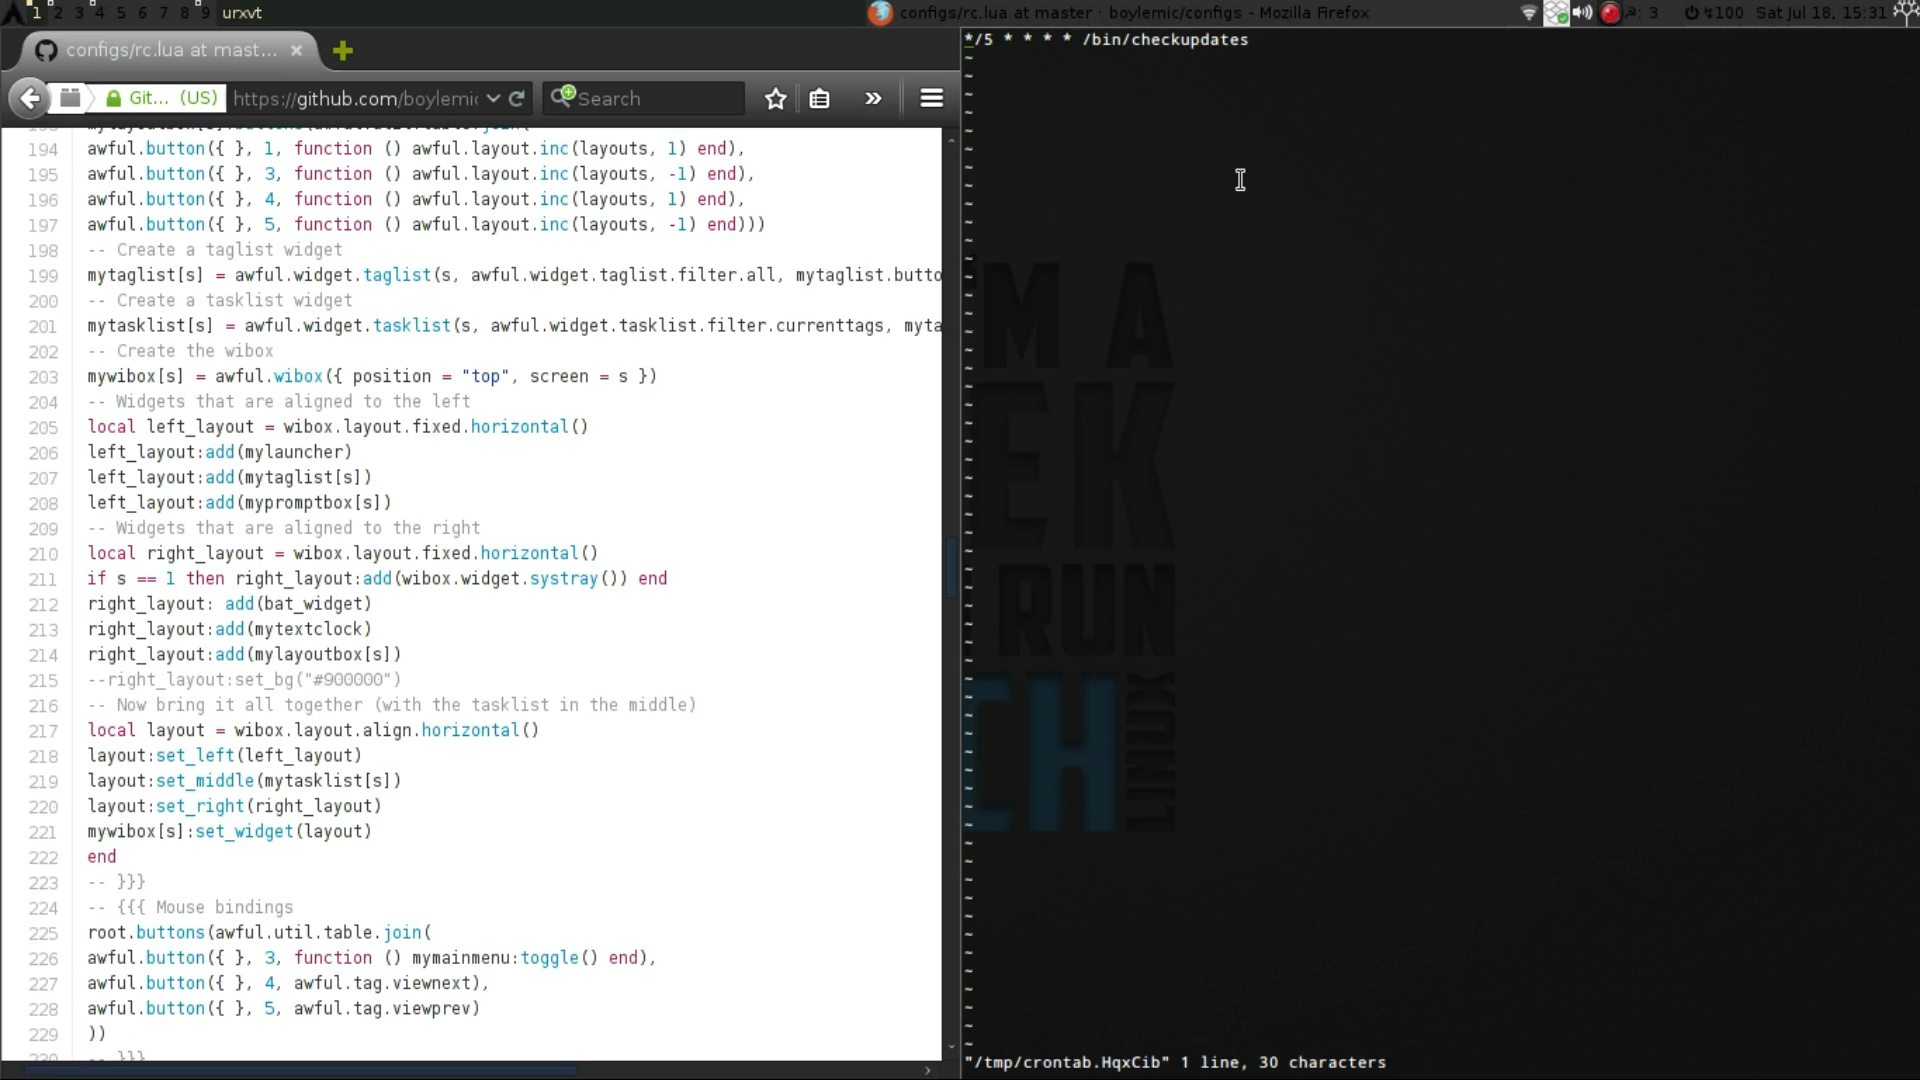 1 2 3 4 5 6 7 8 9 urxvt
configs/rc.lua at master · boylemic/configs - Mozilla Firefox
: 3
100 Sat Jul 18, 15:31
configs/rc.lua at mast...
Git... (US)
https://github.com/boylemic
Search
194 awful.button({ }, 1, function () awful.layout.inc(layouts, 1) end),
195 awful.button({ }, 3, function () awful.layout.inc(layouts, -1) end),
196 awful.button({ }, 4, function () awful.layout.inc(layouts, 1) end),
197 awful.button({ }, 5, function () awful.layout.inc(layouts, -1) end)))
198 -- Create a taglist widget
199 mytaglist[s] = awful.widget.taglist(s, awful.widget.taglist.filter.all, mytaglist.butto
200 -- Create a tasklist widget
201 mytasklist[s] = awful.widget.tasklist(s, awful.widget.tasklist.filter.currenttags, myta
202 -- Create the wibox
203 mywibox[s] = awful.wibox({ position = "top", screen = s })
204 -- Widgets that are aligned to the left
205 local left_layout = wibox.layout.fixed.horizontal()
206 left_layout:add(mylauncher)
207 left_layout:add(mytaglist[s])
208 left_layout:add(mypromptbox[s])
209 -- Widgets that are aligned to the right
210 local right_layout = wibox.layout.fixed.horizontal()
211 if s == 1 then right_layout:add(wibox.widget.systray()) end
212 right_layout: add(bat_widget)
213 right_layout:add(mytextclock)
214 right_layout:add(mylayoutbox[s])
215 --right_layout:set_bg("#900000")
216 -- Now bring it all together (with the tasklist in the middle)
217 local layout = wibox.layout.align.horizontal()
218 layout:set_left(left_layout)
219 layout:set_middle(mytasklist[s])
220 layout:set_right(right_layout)
221 mywibox[s]:set_widget(layout)
222 end
223 -- }}}
224 -- {{{ Mouse bindings
225 root.buttons(awful.util.table.join(
226 awful.button({ }, 3, function () mymainmenu:toggle() end),
227 awful.button({ }, 4, awful.tag.viewnext),
228 awful.button({ }, 5, awful.tag.viewprev)
229 ))
230 -- }}}
*/5 * * * * /bin/checkupdates
'M A
EK
RUN
CH LINUX
"/tmp/crontab.HqxCib" 1 line, 30 characters